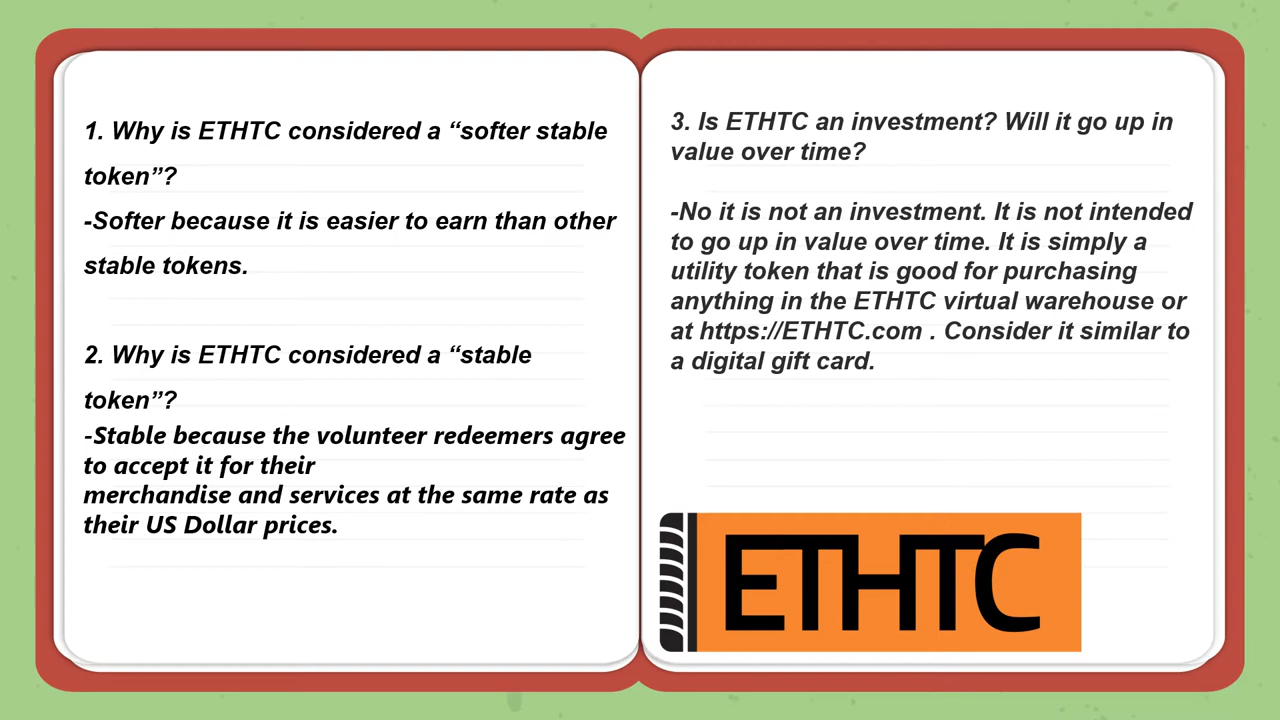 1. Why is ETHTC considered a “softer stable
token”?
-Softer because it is easier to earn than other
stable tokens.
2. Why is ETHTC considered a “stable
token”?
-Stable because the volunteer redeemers agree
to accept it for their
merchandise and services at the same rate as
their US Dollar prices.
3. Is ETHTC an investment? Will it go up in
value over time?
-No it is not an investment. It is not intended
to go up in value over time. It is simply a
utility token that is good for purchasing
anything in the ETHTC virtual warehouse or
at https://ETHTC.com . Consider it similar to
a digital gift card.
ETHTC